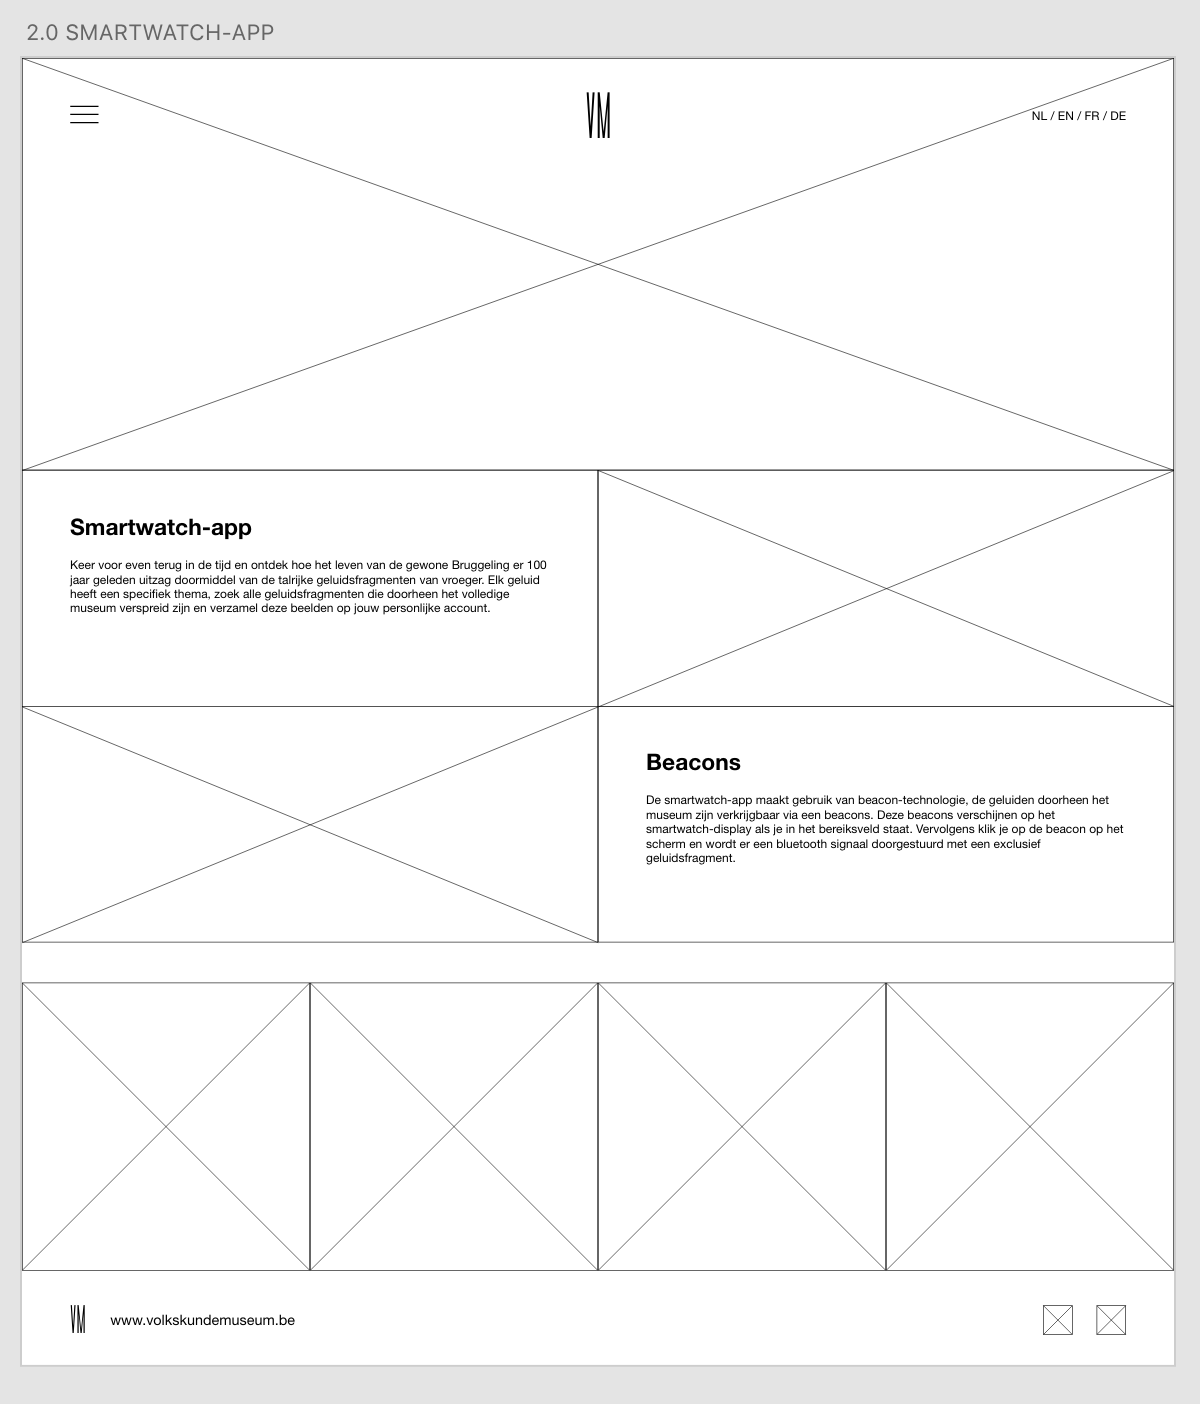 2.0 SMARTWATCH-APP
VM
NL / EN / FR / DE
Smartwatch-app
Keer voor even terug in de tijd en ontdek hoe het leven van de gewone Bruggeling er 100
jaar geleden uitzag doormiddel van de talrijke geluidsfragmenten van vroeger. Elk geluid
heeft een specifiek thema, zoek alle geluidsfragmenten die doorheen het volledige
museum verspreid zijn en verzamel deze beelden op jouw personlijke account.
Beacons
De smartwatch-app maakt gebruik van beacon-technologie, de geluiden doorheen het
museum zijn verkrijgbaar via een beacons. Deze beacons verschijnen op het
smartwatch-display als je in het bereiksveld staat. Vervolgens klik je op de beacon op het
scherm en wordt er een bluetooth signaal doorgestuurd met een exclusief
geluidsfragment.
VM
www.volkskundemuseum.be